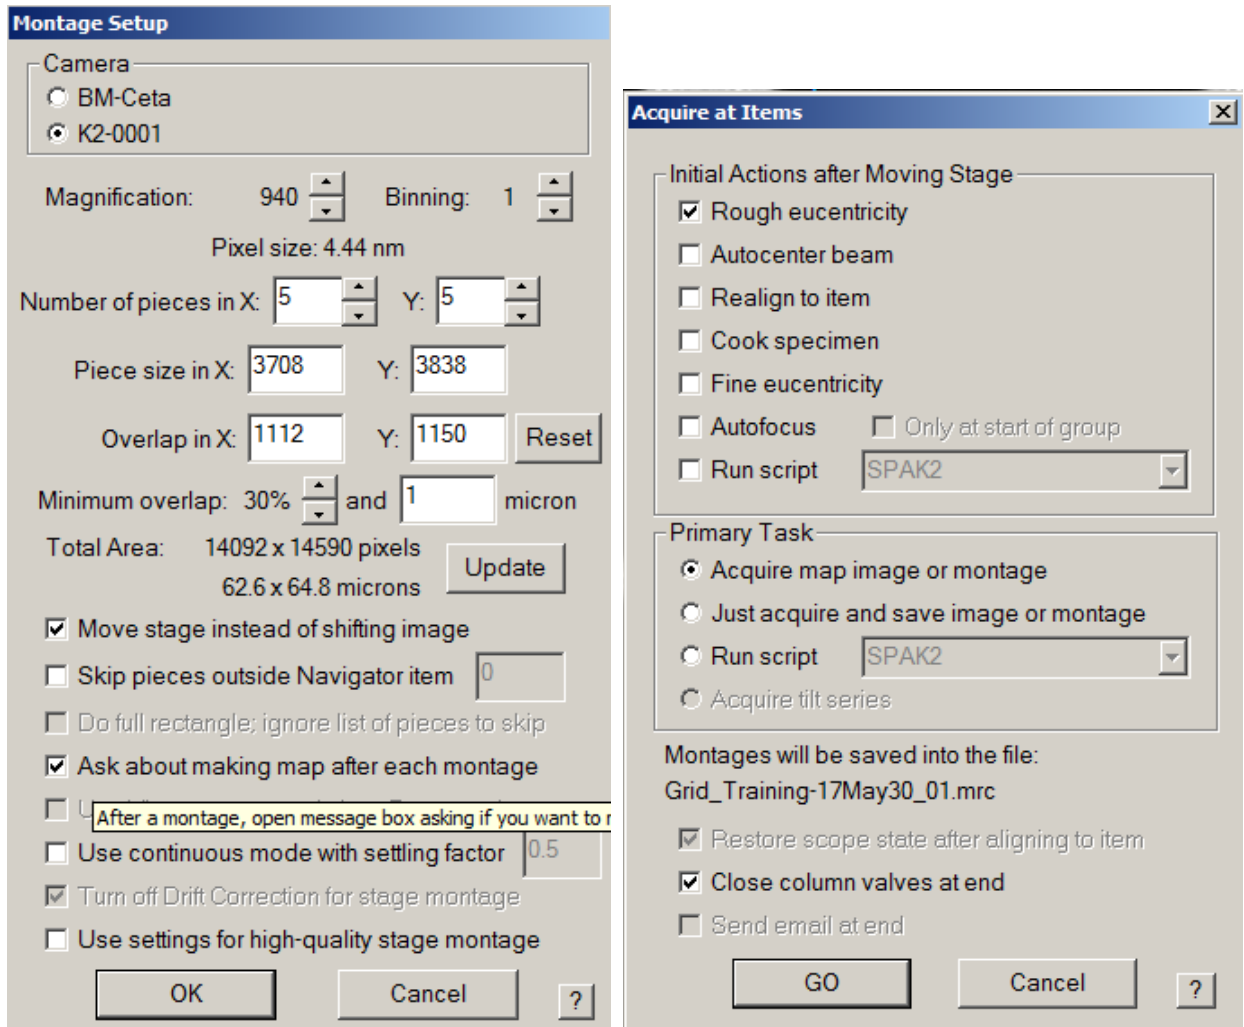 Montage Setup
Camera
BM-Ceta
K2-0001
Magnification: 940 Binning: 1
Pixel size: 4.44 nm
Number of pieces in X: 5 Y: 5
Piece size in X: 3708 Y: 3838
Overlap in X: 1112 Y: 1150 Reset
Minimum overlap: 30% and 1 micron
Total Area: 14092 x 14590 pixels
62.6 x 64.8 microns Update
Move stage instead of shifting image
Skip pieces outside Navigator item 0
Do full rectangle; ignore list of pieces to skip
Ask about making map after each montage
After a montage, open message box asking if you want to
Use continuous mode with settling factor 0.5
Turn off Drift Correction for stage montage
Use settings for high-quality stage montage
OK Cancel ?
Acquire at Items
Initial Actions after Moving Stage
Rough eucentricity
Autocenter beam
Realign to item
Cook specimen
Fine eucentricity
Autofocus Only at start of group
Run script SPAK2
Primary Task
Acquire map image or montage
Just acquire and save image or montage
Run script SPAK2
Acquire tilt series
Montages will be saved into the file:
Grid_Training-17May30_01.mrc
Restore scope state after aligning to item
Close column valves at end
Send email at end
GO Cancel ?